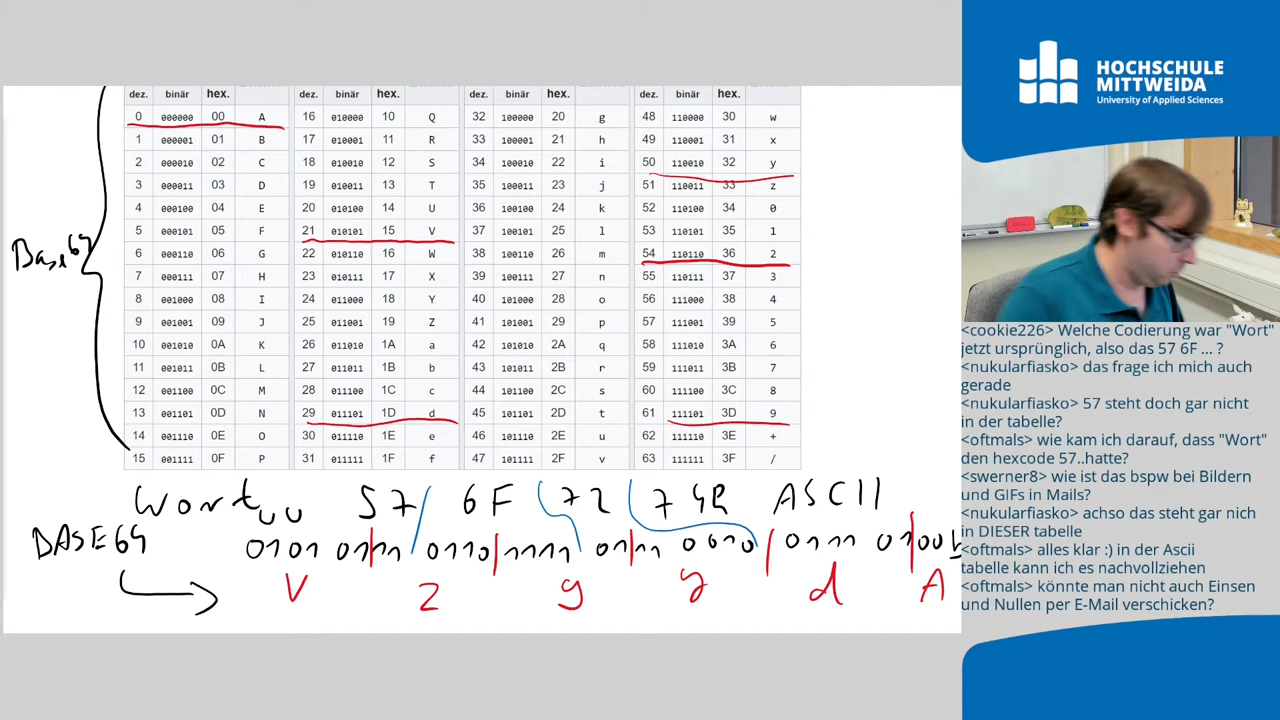 dez. binär hex. dez. binär hex. dez. binär hex. dez. binär hex.
0 000000 00 A 16 010000 10 Q 32 100000 20 g 48 110000 30 w
1 000001 01 B 17 010001 11 R 33 100001 21 h 49 110001 31 x
2 000010 02 C 18 010010 12 S 34 100010 22 i 50 110010 32 y
3 000011 03 D 19 010011 13 T 35 100011 23 j 51 110011 33 z
4 000100 04 E 20 010100 14 U 36 100100 24 k 52 110100 34 0
5 000101 05 F 21 010101 15 V 37 100101 25 l 53 110101 35 1
6 000110 06 G 22 010110 16 W 38 100110 26 m 54 110110 36 2
7 000111 07 H 23 010111 17 X 39 100111 27 n 55 110111 37 3
8 001000 08 I 24 011000 18 Y 40 101000 28 o 56 111000 38 4
9 001001 09 J 25 011001 19 Z 41 101001 29 p 57 111001 39 5
10 001010 0A K 26 011010 1A a 42 101010 2A q 58 111010 3A 6
11 001011 0B L 27 011011 1B b 43 101011 2B r 59 111011 3B 7
12 001100 0C M 28 011100 1C c 44 101100 2C s 60 111100 3C 8
13 001101 0D N 29 011101 1D d 45 101101 2D t 61 111101 3D 9
14 001110 0E O 30 011110 1E e 46 101110 2E u 62 111110 3E +
15 001111 0F P 31 011111 1F f 47 101111 2F v 63 111111 3F /
Base64
Wort 57 6F 72 74 ASCII
BASE64 0101 0111 0110 1111 0111 0010 0111 01 00
V 2 9 y d A
HOCHSCHULE
MITTWEIDA
University of Applied Sciences
<cookie226> Welche Codierung war "Wort"
jetzt ursprünglich, also das 57 6F ... ?
<nukularfiasko> das frage ich mich auch
gerade
<nukularfiasko> 57 steht doch gar nicht
in der tabelle?
<oftmals> wie kam ich darauf, dass "Wort"
den hexcode 57..hatte?
<swerner8> wie ist das bspw bei Bildern
und GIFs in Mails?
<nukularfiasko> achso das steht gar nich
in DIESER tabelle
<oftmals> alles klar :) in der Ascii
tabelle kann ich es nachvollziehen
<oftmals> könnte man nicht auch Einsen
und Nullen per E-Mail verschicken?